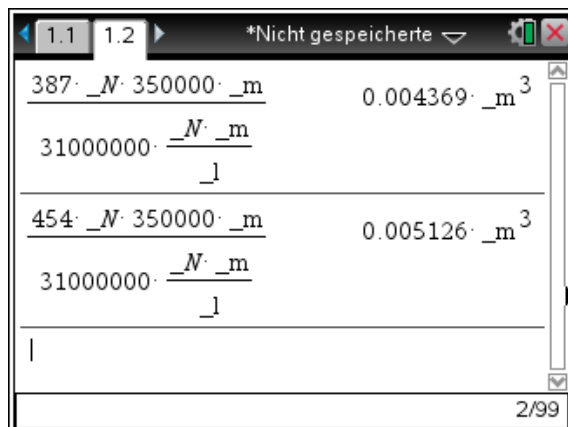 1.1 1.2 *Nicht gespeicherte
387· _N· 350000· _m
31000000· _N· _m
_l
0.004369· _m³
454· _N· 350000· _m
31000000· _N· _m
_l
0.005126· _m³
2/99